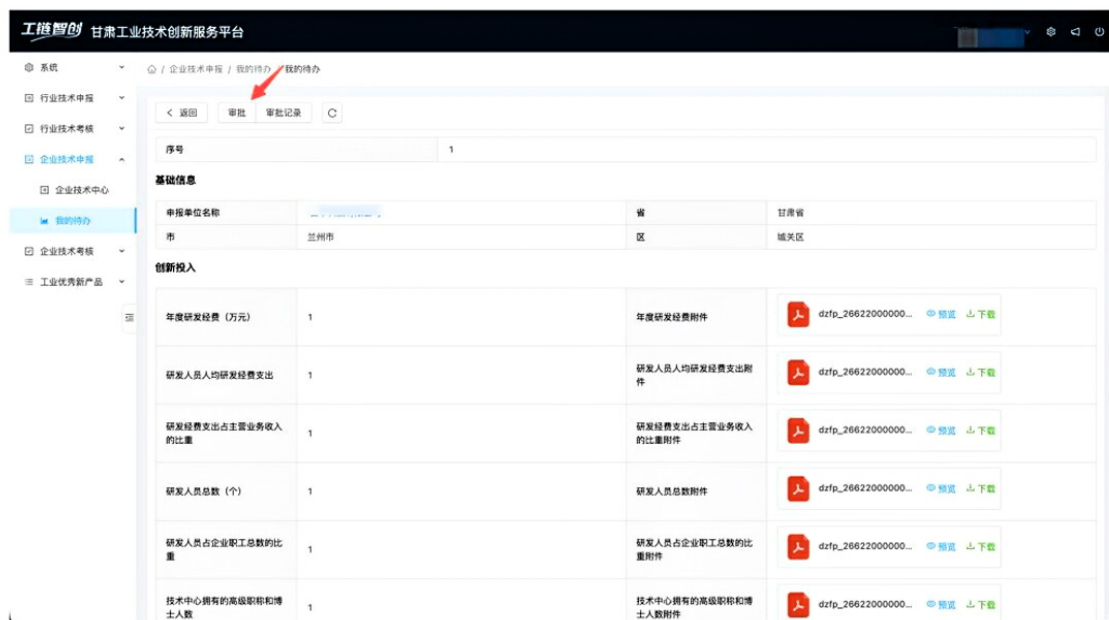 工链智创 甘肃工业技术创新服务平台
系统
行业技术申报
行业技术考核
企业技术申报
企业技术中心
我的待办
企业技术考核
工业优秀新产品
/ 企业技术申报 / 我的待办 / 我的待办
< 返回 审批 审批记录
序号 1
基础信息
申报单位名称 省 甘肃省
市 兰州市 区 城关区
创新投入
年度研发经费（万元） 1 年度研发经费附件 dzfp_26622000000... 预览 下载
研发人员人均研发经费支出 1 研发人员人均研发经费支出附
件 dzfp_26622000000... 预览 下载
研发经费支出占主营业务收入
的比重 1 研发经费支出占主营业务收入
的比重附件 dzfp_26622000000... 预览 下载
研发人员总数（个） 1 研发人员总数附件 dzfp_26622000000... 预览 下载
研发人员占企业职工总数的比
重 1 研发人员占企业职工总数的比
重附件 dzfp_26622000000... 预览 下载
技术中心拥有的高级职称和博
士人数 1 技术中心拥有的高级职称和博
士人数附件 dzfp_26622000000... 预览 下载